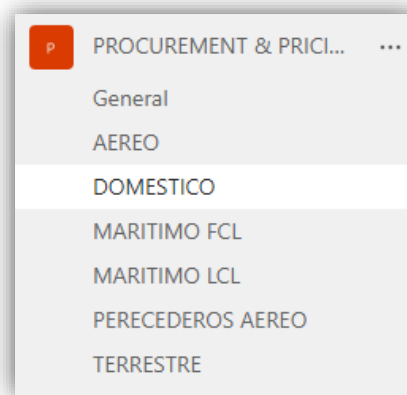 P PROCUREMENT & PRICI... ...
General
AEREO
DOMESTICO
MARITIMO FCL
MARITIMO LCL
PERECEDEROS AEREO
TERRESTRE